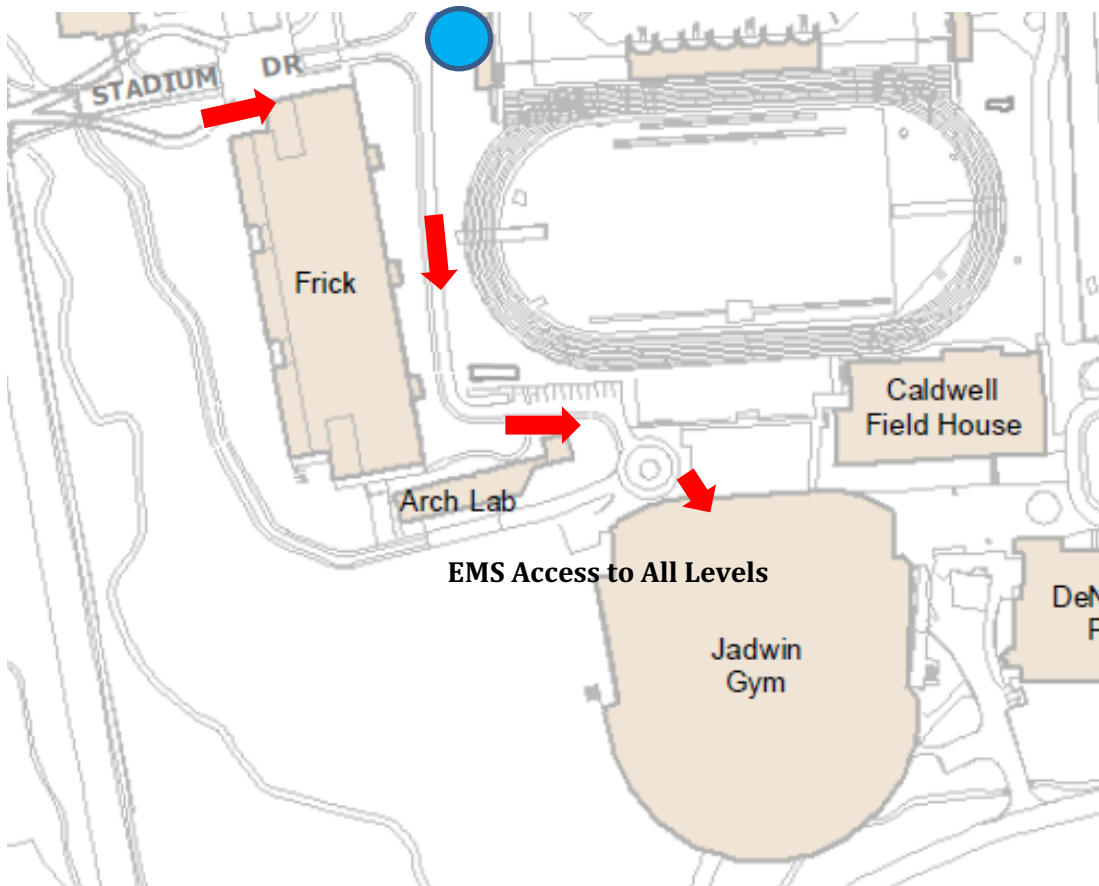 STADIUM DR
Frick
Caldwell
Field House
Arch Lab
EMS Access to All Levels
Jadwin
Gym